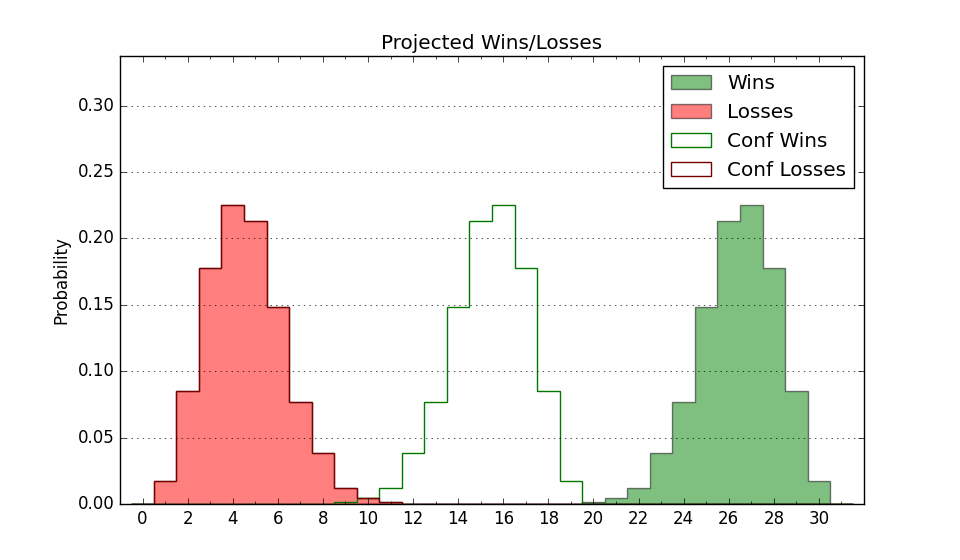 Projected Wins/Losses
Wins
Losses
Conf Wins
Conf Losses
Probability
0.30
0.25
0.20
0.15
0.10
0.05
0.00
0 2 4 6 8 10 12 14 16 18 20 22 24 26 28 30